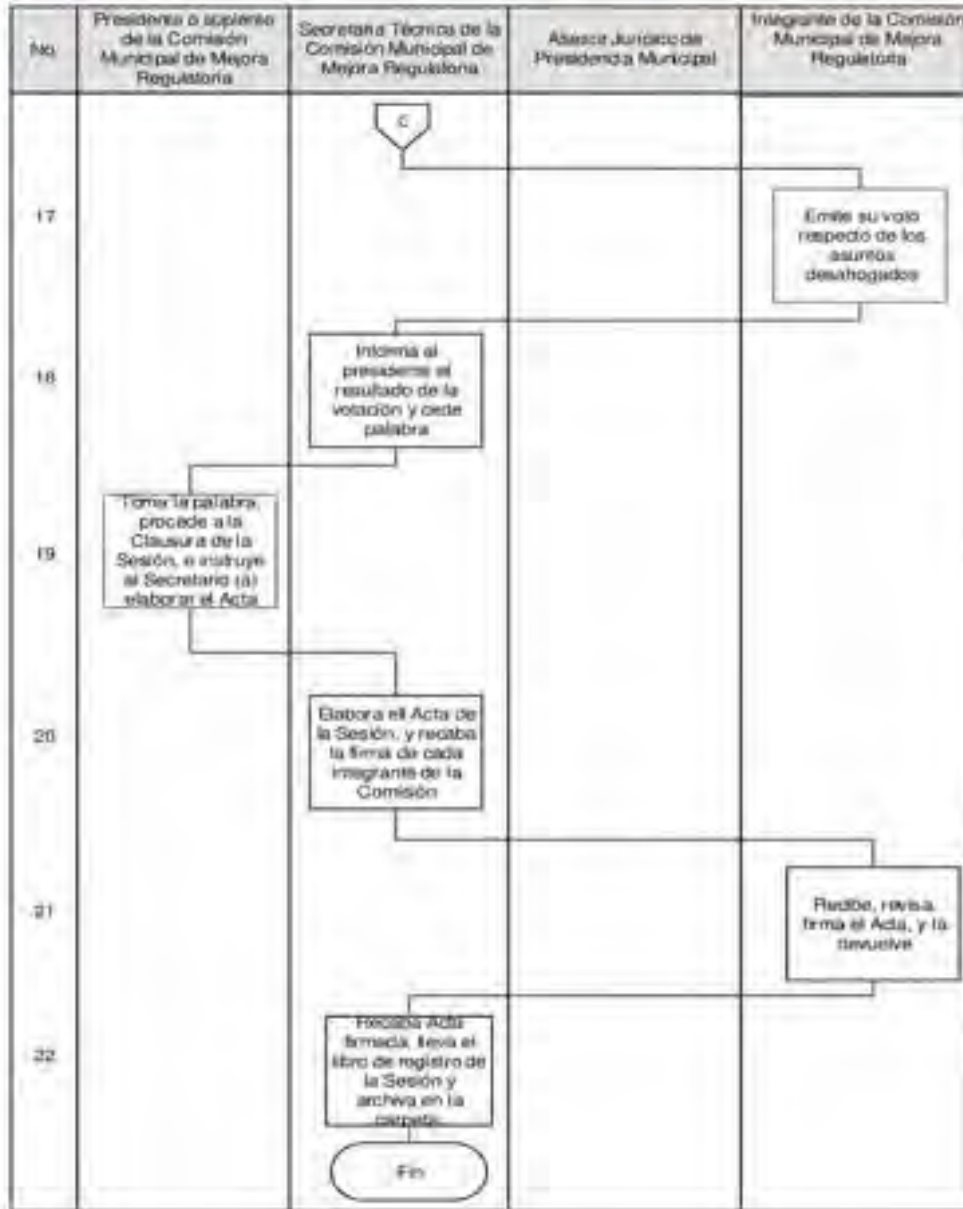 No.
Presidente o suplente
de la Comisión
Municipal de Mejora
Regulatoria
Secretaria Técnica de la
Comisión Municipal de
Mejora Regulatoria
Asesor Jurídico de
Presidencia Municipal
Integrante de la Comisión
Municipal de Mejora
Regulatoria
C
17
Emite su voto
respecto de los
asuntos
desahogados
18
Informa al
presidente el
resultado de la
votación y cede
palabra
19
Toma la palabra,
procede a la
Clausura de la
Sesión, e instruye
al Secretario (a)
elaborar el Acta
20
Elabora ell Acta de
la Sesión, y recaba
la firma de cada
integrante de la
Comisión
21
Recibe, revisa,
firma el Acta, y la
devuelve
22
Recaba Acta
firmada, lleva el
libro de registro de
la Sesión y
archiva en la
carpeta.
Fin